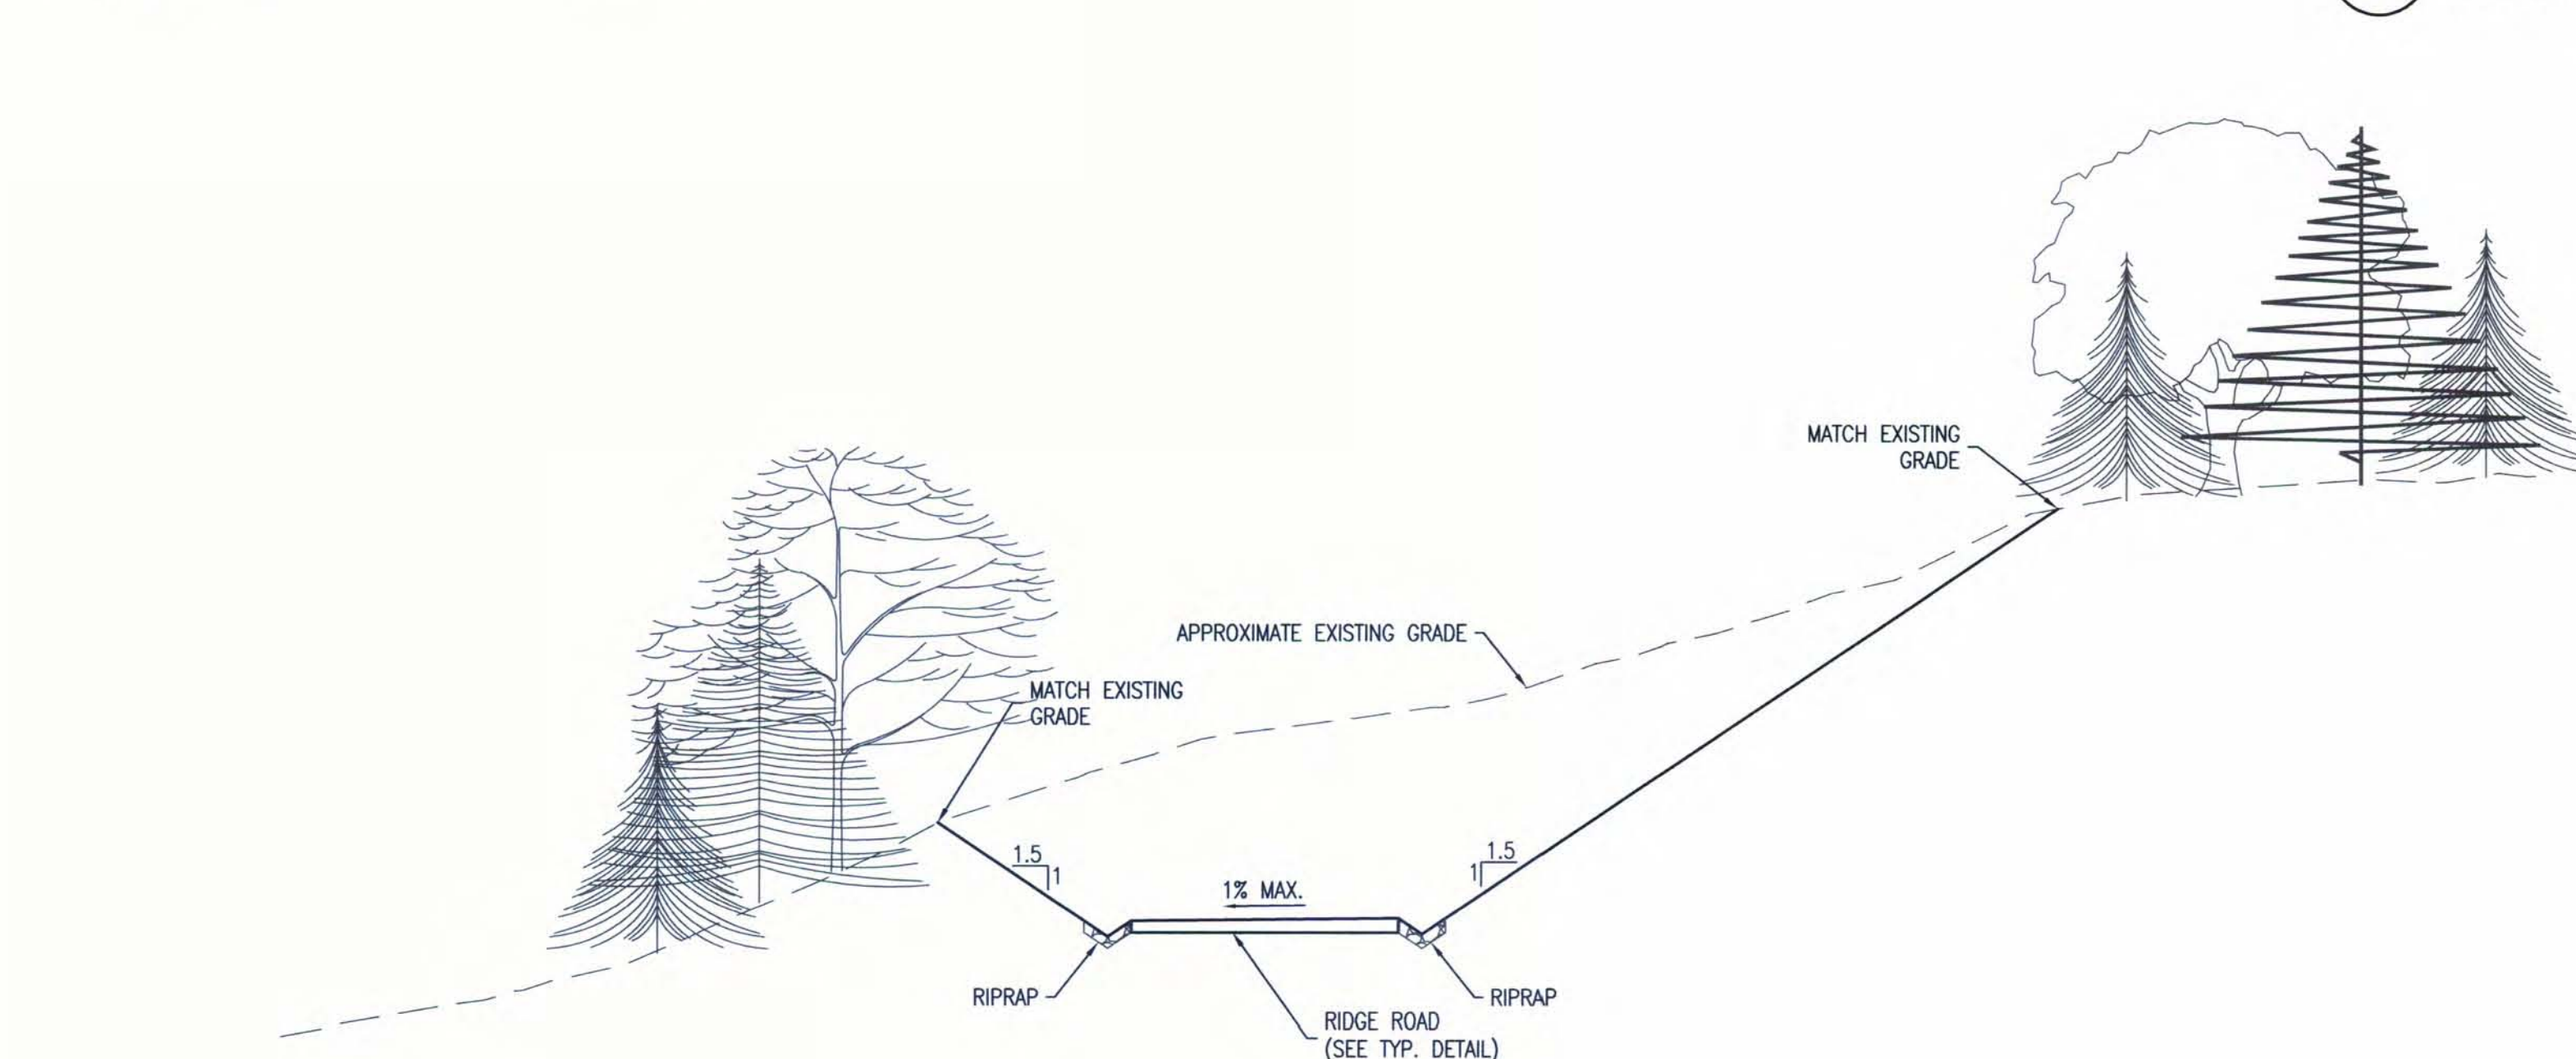 MATCH EXISTING
GRADE
APPROXIMATE EXISTING GRADE
MATCH EXISTING
GRADE
1.5
1
1% MAX.
1.5
1
RIPRAP
RIPRAP
RIDGE ROAD
(SEE TYP. DETAIL)